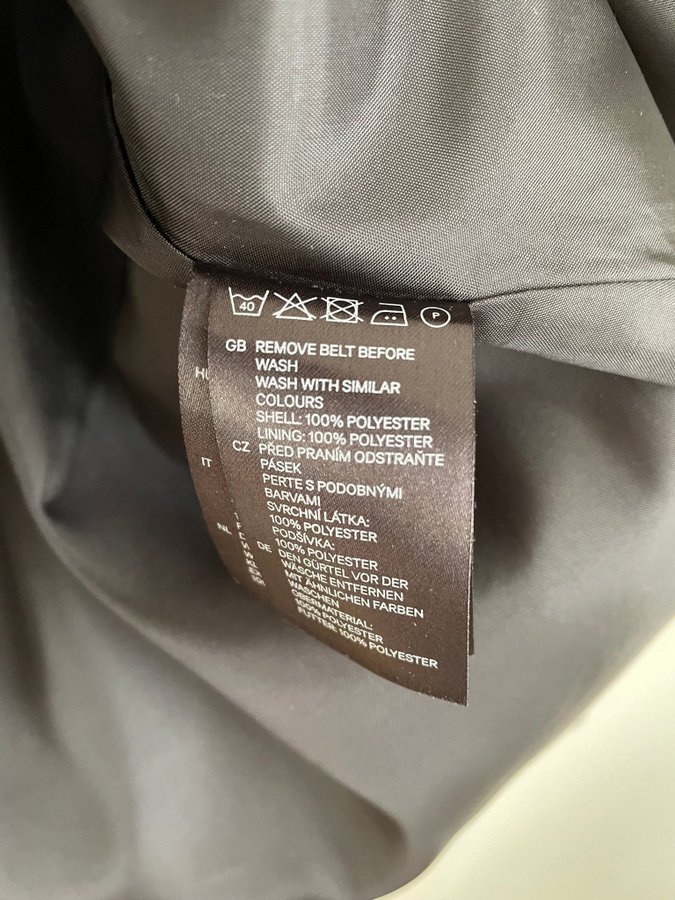 40 P
GB REMOVE BELT BEFORE
WASH
WASH WITH SIMILAR
COLOURS
SHELL: 100% POLYESTER
LINING: 100% POLYESTER
CZ PŘED PRANÍM ODSTRAŇTE
PÁSEK
PERTE S PODOBNÝMI
BARVAMI
SVRCHNÍ LÁTKA:
100% POLYESTER
PODŠÍVKA:
100% POLYESTER
DE DEN GÜRTEL VOR DER
WÄSCHE ENTFERNEN
MIT ÄHNLICHEN FARBEN
WASCHEN
OBERMATERIAL:
100% POLYESTER
FUTTER: 100% POLYESTER
IT
NL